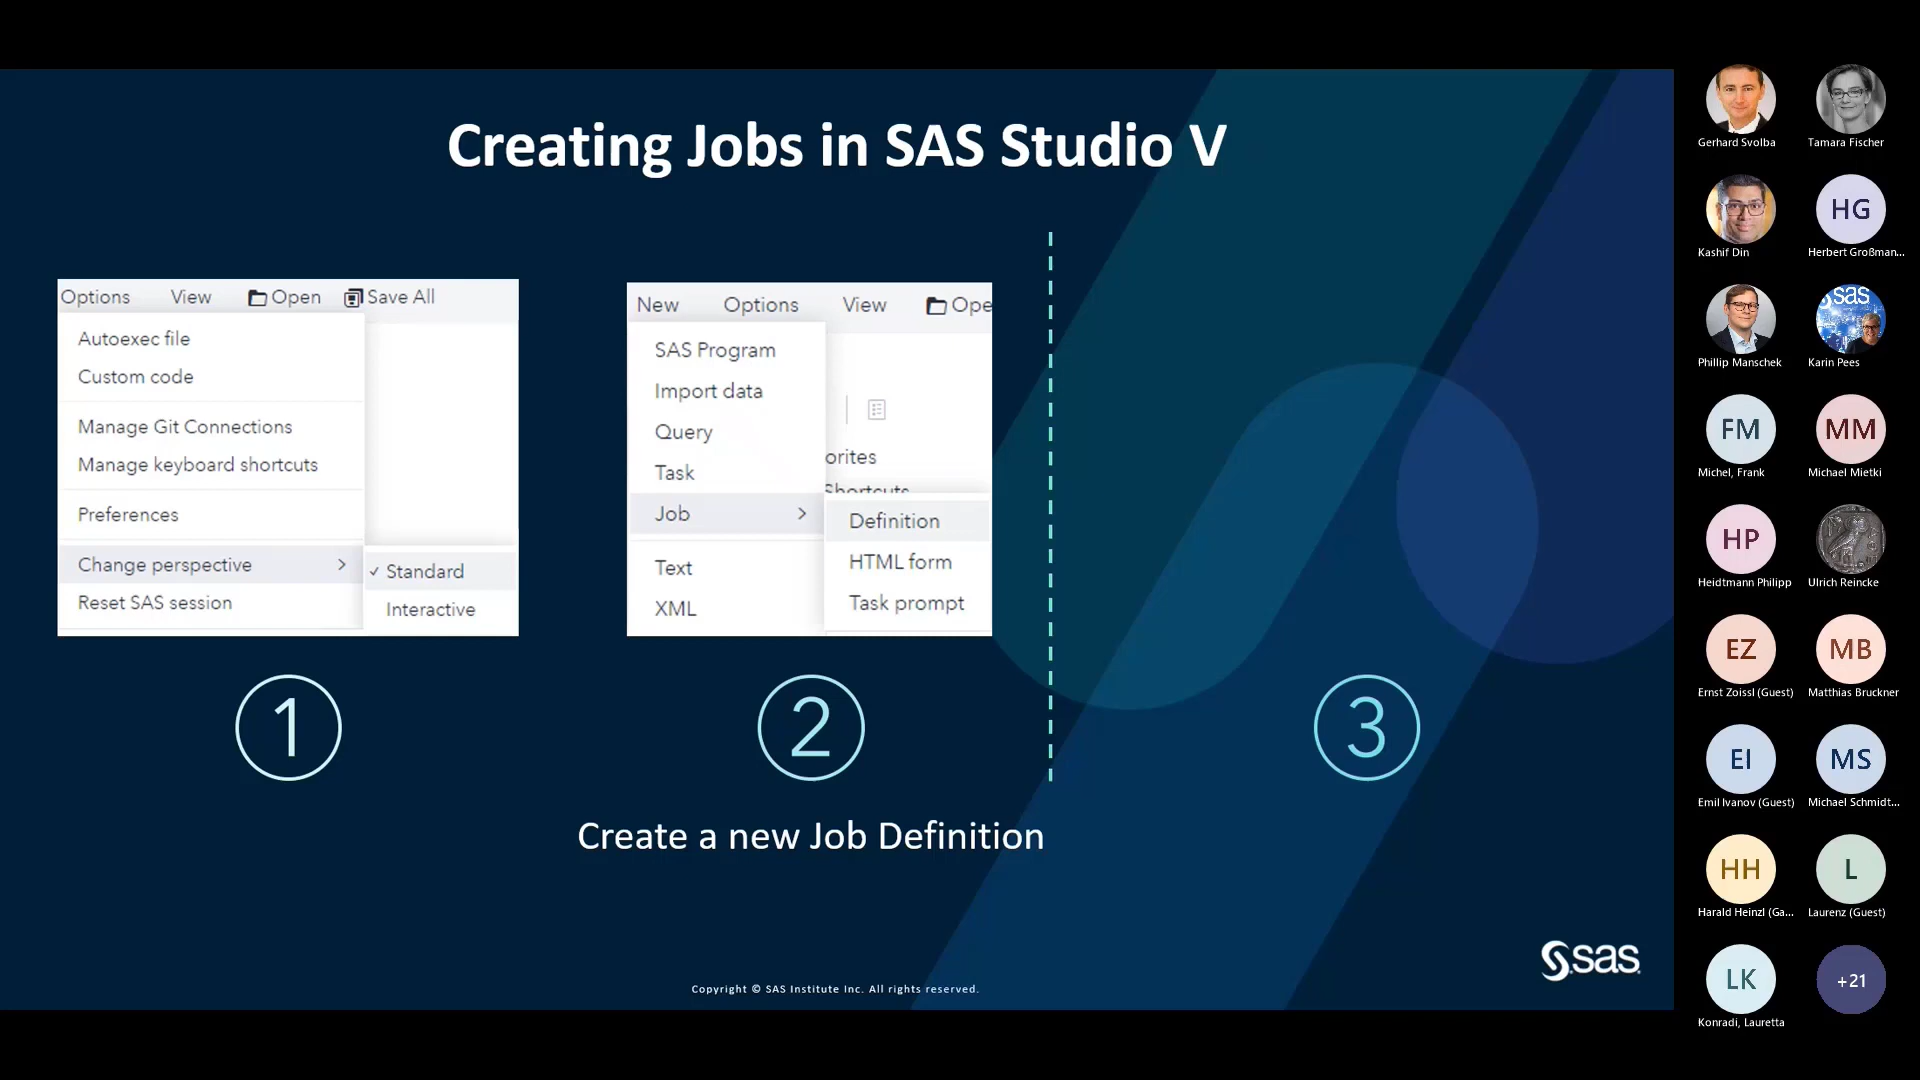 Creating Jobs in SAS Studio V
Options View Open Save All
Autoexec file
Custom code
Manage Git Connections
Manage keyboard shortcuts
Preferences
Change perspective
Reset SAS session
✓ Standard
Interactive
New Options View Ope
SAS Program
Import data
Query
Task
Job
Text
XML
orites
Shortcuts
Definition
HTML form
Task prompt
1
2
3
Create a new Job Definition
sas
Copyright © SAS Institute Inc. All rights reserved.
Gerhard Svolba
Tamara Fischer
Kashif Din
HG
Herbert Großman...
Phillip Manschek
sas
Karin Pees
FM
Michel, Frank
MM
Michael Mietki
HP
Heidtmann Philipp
Ulrich Reincke
EZ
Ernst Zoissl (Guest)
MB
Matthias Bruckner
EI
Emil Ivanov (Guest)
MS
Michael Schmidt...
HH
Harald Heinzl (Ga...
L
Laurenz (Guest)
LK
Konradi, Lauretta
+21